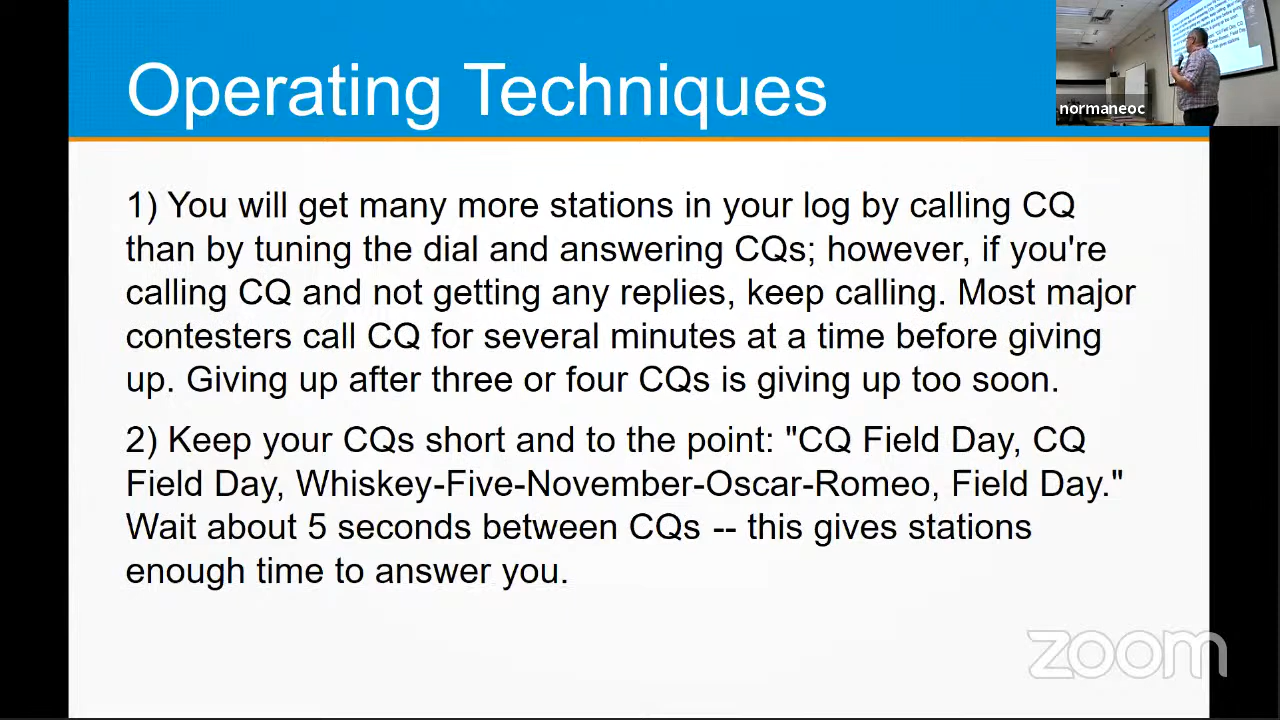 Operating Techniques
normaneoc
1) You will get many more stations in your log by calling CQ
than by tuning the dial and answering CQs; however, if you're
calling CQ and not getting any replies, keep calling. Most major
contesters call CQ for several minutes at a time before giving
up. Giving up after three or four CQs is giving up too soon.
2) Keep your CQs short and to the point: "CQ Field Day, CQ
Field Day, Whiskey-Five-November-Oscar-Romeo, Field Day."
Wait about 5 seconds between CQs -- this gives stations
enough time to answer you.
zoom